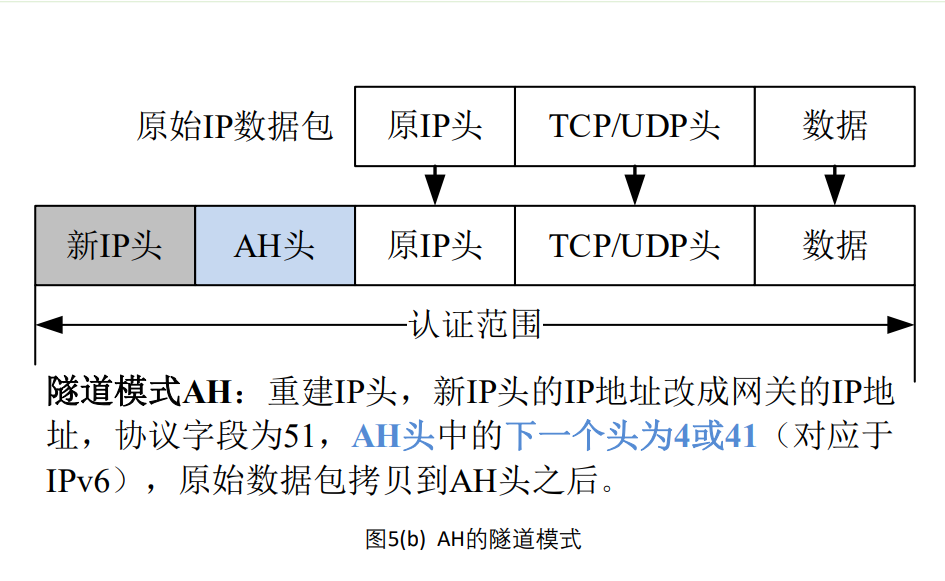 原始IP数据包 原IP头 TCP/UDP头 数据
新IP头 AH头 原IP头 TCP/UDP头 数据
认证范围
隧道模式AH：重建IP头，新IP头的IP地址改成网关的IP地
址，协议字段为51，AH头中的下一个头为4或41（对应于
IPv6），原始数据包拷贝到AH头之后。
图5(b) AH的隧道模式